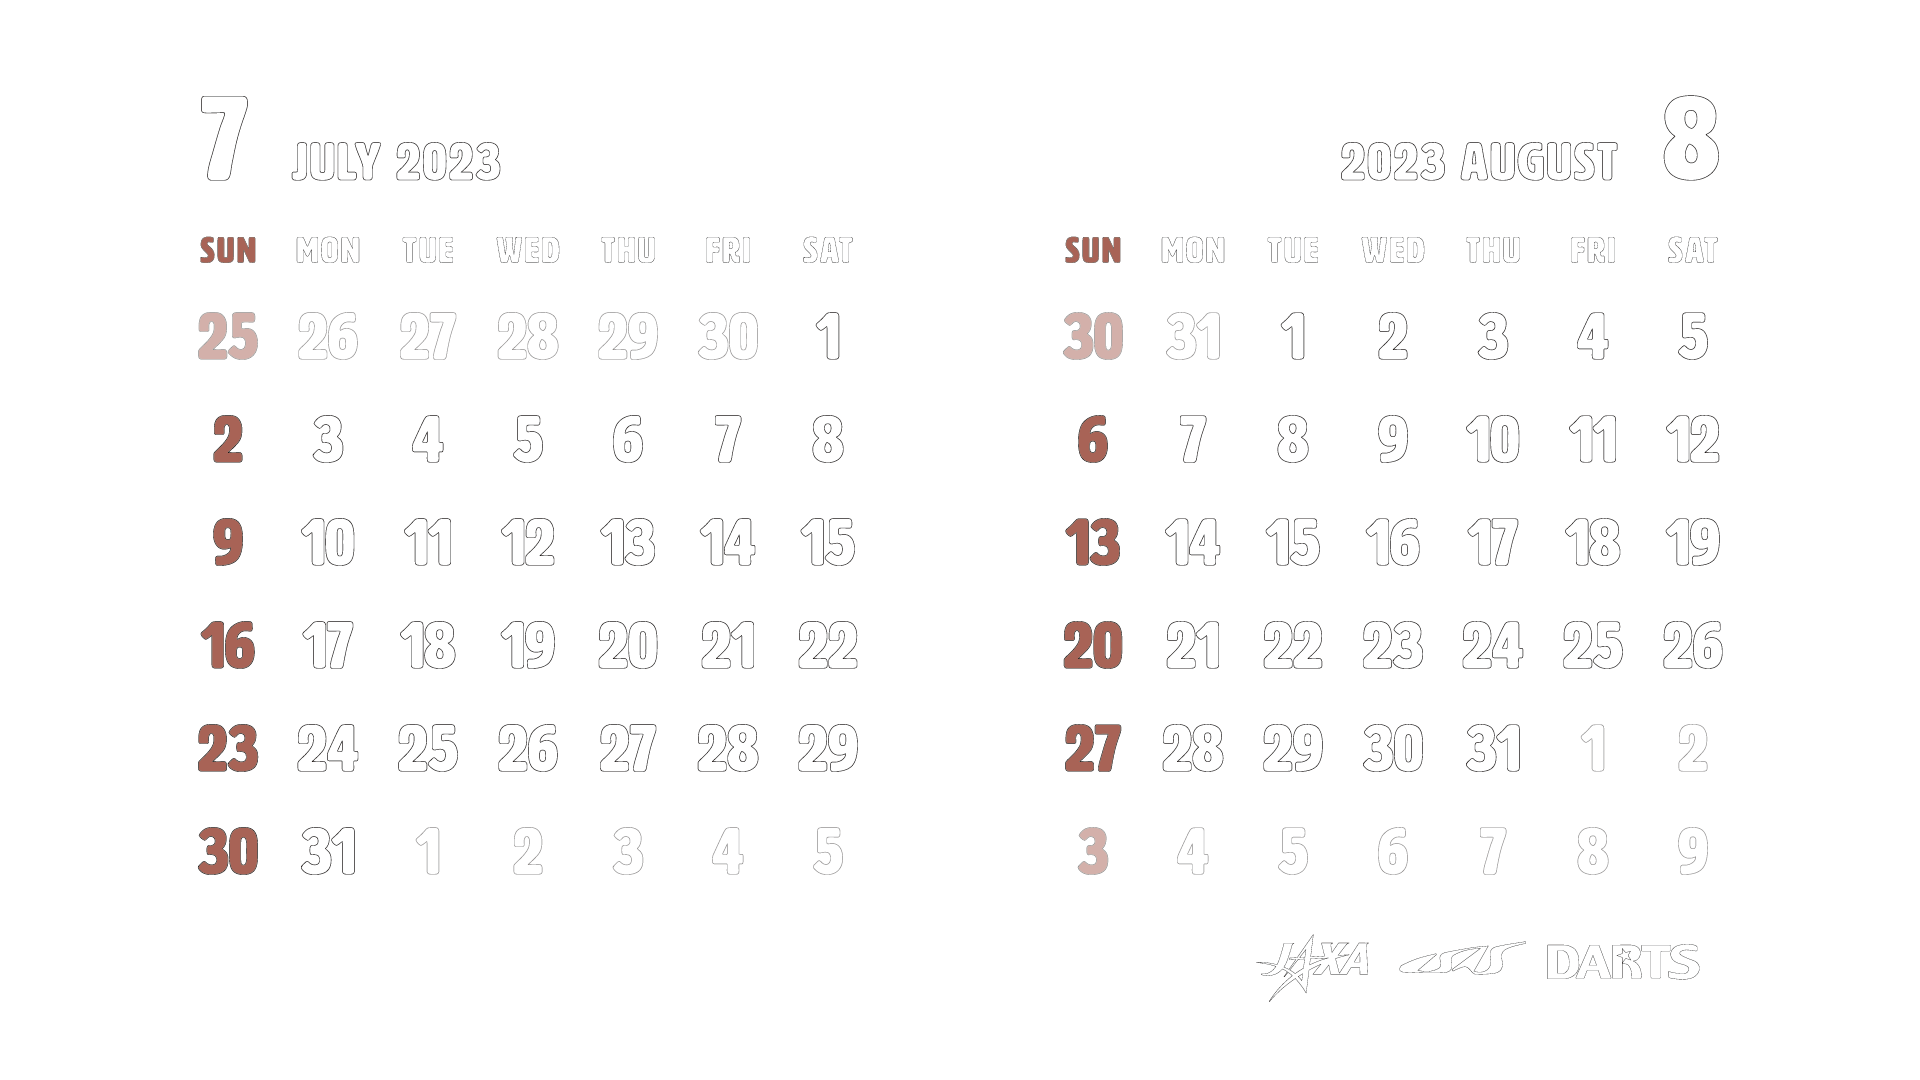 7 JULY 2023
SUN MON TUE WED THU FRI SAT
25 26 27 28 29 30 1
2 3 4 5 6 7 8
9 10 11 12 13 14 15
16 17 18 19 20 21 22
23 24 25 26 27 28 29
30 31 1 2 3 4 5
2023 AUGUST 8
SUN MON TUE WED THU FRI SAT
30 31 1 2 3 4 5
6 7 8 9 10 11 12
13 14 15 16 17 18 19
20 21 22 23 24 25 26
27 28 29 30 31 1 2
3 4 5 6 7 8 9
JAXA ISAS DARTS